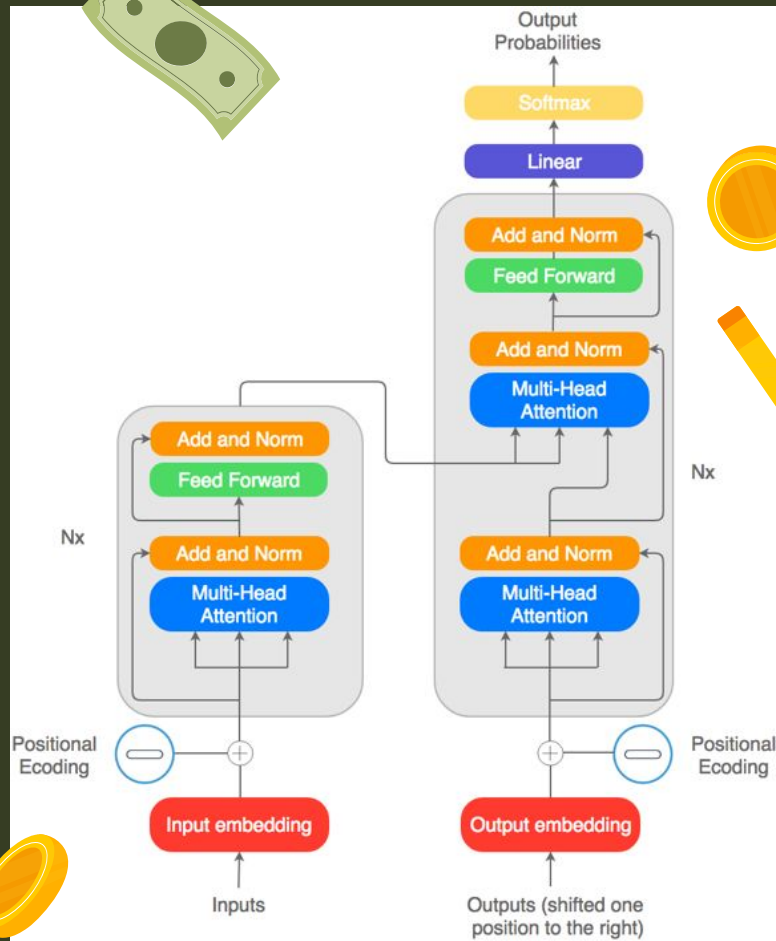 Output
Probabilities
Softmax
Linear
Add and Norm
Feed Forward
Add and Norm
Multi-Head
Attention
Nx
Add and Norm
Multi-Head
Attention
Add and Norm
Feed Forward
Nx
Add and Norm
Multi-Head
Attention
Positional
Ecoding
Positional
Ecoding
Input embedding
Output embedding
Inputs
Outputs (shifted one
position to the right)